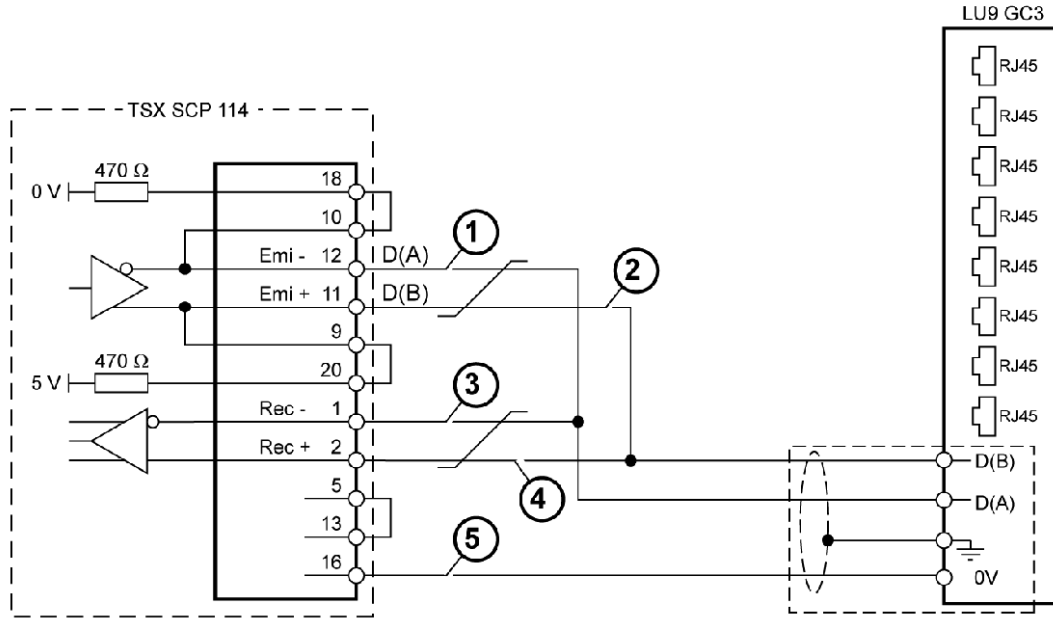 LU9 GC3
RJ45
RJ45
RJ45
RJ45
RJ45
RJ45
RJ45
RJ45
TSX SCP 114
470 Ω
0 V
18
10
Emi - 12 D(A)
1
Emi + 11 D(B)
2
9
470 Ω
5 V
20
Rec - 1
3
Rec + 2
4
5
13
16
5
D(B)
D(A)
0V